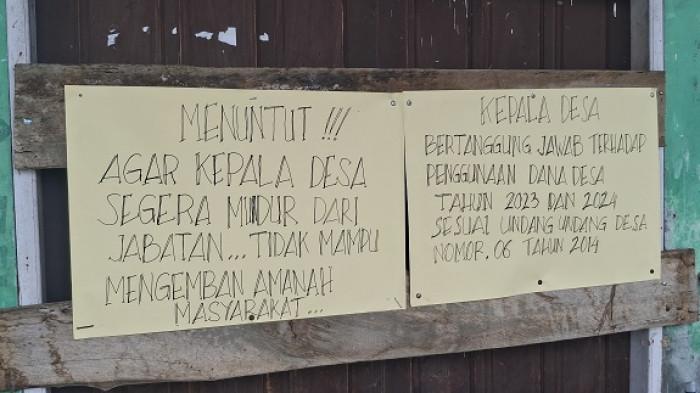 MENUNTUT !!!
AGAR KEPALA DESA
SEGERA MUDUR DARI
JABATAN... TIDAK MAMPU
MENGEMBAN AMANAH
MASYARAKAT...
KEPALA DESA
BERTANGGUNG JAWAB TERHADAP
PENGGUNAAN DANA DESA
TAHUN 2023 DAN 2024
SESUAI UNDANG UNDANG DESA
NOMOR. 06 TAHUN 2014